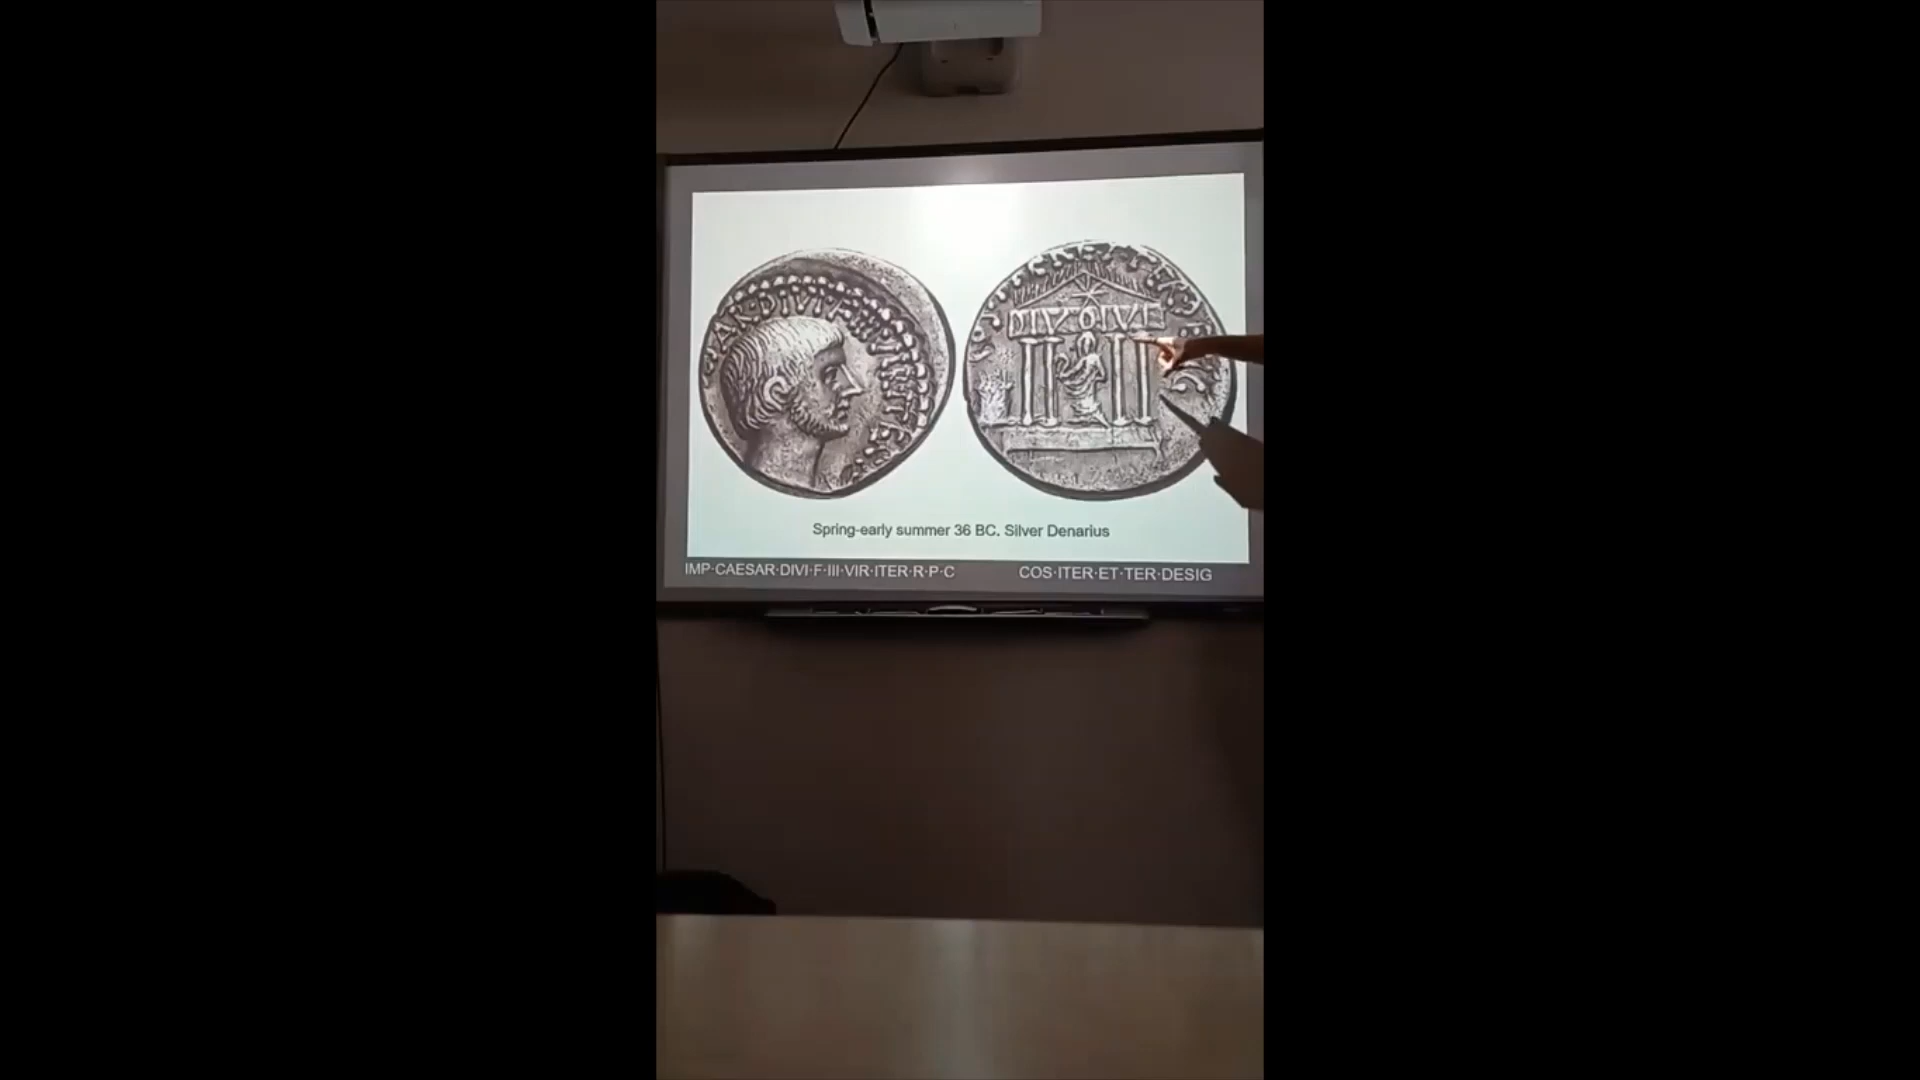 DIVO IVL
Spring-early summer 36 BC. Silver Denarius
IMP·CAESAR·DIVI·F·III·VIR·ITER·R·P·C
COS·ITER·ET·TER·DESIG